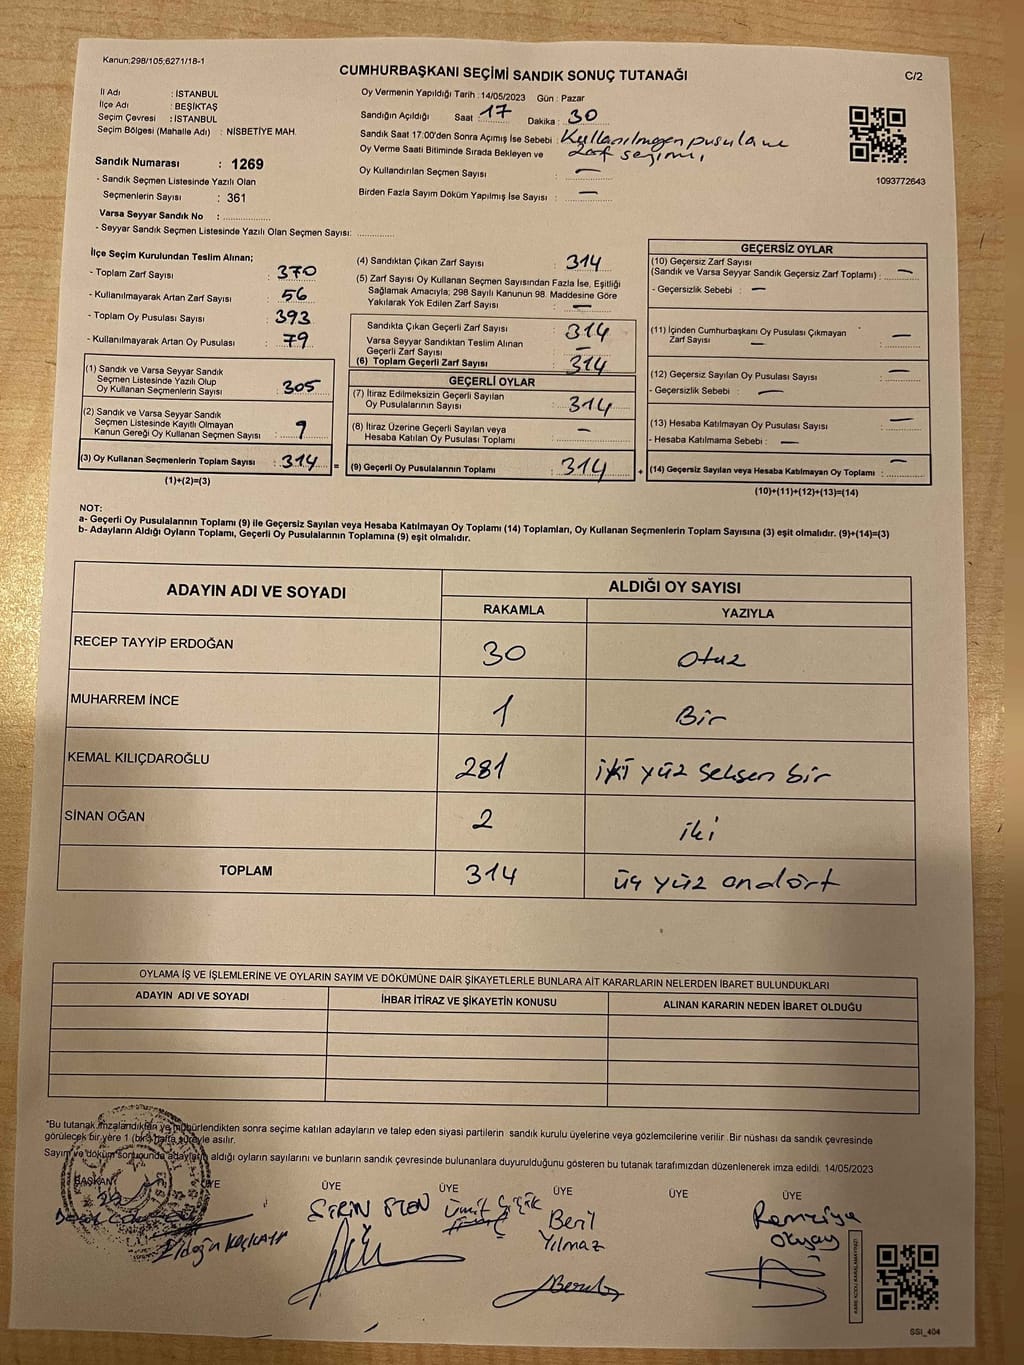 Kanun:298/105;6271/18-1
CUMHURBAŞKANI SEÇİMİ SANDIK SONUÇ TUTANAĞI
C/2
İl Adı : İSTANBUL
İlçe Adı : BEŞİKTAŞ
Seçim Çevresi : İSTANBUL
Seçim Bölgesi (Mahalle Adı) : NİSBETİYE MAH.
Sandık Numarası : 1269
- Sandık Seçmen Listesinde Yazılı Olan
Seçmenlerin Sayısı : 361
Varsa Seyyar Sandık No : ..............
- Seyyar Sandık Seçmen Listesinde Yazılı Olan Seçmen Sayısı: ............
Oy Vermenin Yapıldığı Tarih : 14/05/2023 Gün : Pazar
Sandığın Açıldığı Saat : 17 Dakika : 30
Sandık Saat 17:00'den Sonra Açımış İse Sebebi : Kullanılmayan pusula ve
Oy Verme Saati Bitiminde Sırada Bekleyen ve zarf seçimi,
Oy Kullandırılan Seçmen Sayısı : —
Birden Fazla Sayım Döküm Yapılmış İse Sayısı : —
1093772643
İlçe Seçim Kurulundan Teslim Alınan;
- Toplam Zarf Sayısı : 370
- Kullanılmayarak Artan Zarf Sayısı : 56
- Toplam Oy Pusulası Sayısı : 393
- Kullanılmayarak Artan Oy Pusulası : 79
(1) Sandık ve Varsa Seyyar Sandık
Seçmen Listesinde Yazılı Olup
Oy Kullanan Seçmenlerin Sayısı : 305
(2) Sandık ve Varsa Seyyar Sandık
Seçmen Listesinde Kayıtlı Olmayan
Kanun Gereği Oy Kullanan Seçmen Sayısı : 9
(3) Oy Kullanan Seçmenlerin Toplam Sayısı : 314
(1)+(2)=(3)
(4) Sandıktan Çıkan Zarf Sayısı : 314
(5) Zarf Sayısı Oy Kullanan Seçmen Sayısından Fazla İse, Eşitliği
Sağlamak Amacıyla; 298 Sayılı Kanunun 98. Maddesine Göre
Yakılarak Yok Edilen Zarf Sayısı : —
Sandıkta Çıkan Geçerli Zarf Sayısı : 314
Varsa Seyyar Sandıktan Teslim Alınan
Geçerli Zarf Sayısı : —
(6) Toplam Geçerli Zarf Sayısı : 314
GEÇERLİ OYLAR
(7) İtiraz Edilmeksizin Geçerli Sayılan
Oy Pusulalarının Sayısı : 314
(8) İtiraz Üzerine Geçerli Sayılan veya
Hesaba Katılan Oy Pusulası Toplamı : —
(9) Geçerli Oy Pusulalarının Toplamı : 314
GEÇERSİZ OYLAR
(10) Geçersiz Zarf Sayısı
(Sandık ve Varsa Seyyar Sandık Geçersiz Zarf Toplamı) : —
- Geçersizlik Sebebi : —
(11) İçinden Cumhurbaşkanı Oy Pusulası Çıkmayan
Zarf Sayısı : —
(12) Geçersiz Sayılan Oy Pusulası Sayısı : —
- Geçersizlik Sebebi : —
(13) Hesaba Katılmayan Oy Pusulası Sayısı : —
- Hesaba Katılmama Sebebi : —
(14) Geçersiz Sayılan veya Hesaba Katılmayan Oy Toplamı : —
(10)+(11)+(12)+(13)=(14)
NOT:
a- Geçerli Oy Pusulalarının Toplamı (9) ile Geçersiz Sayılan veya Hesaba Katılmayan Oy Toplamı (14) Toplamları, Oy Kullanan Seçmenlerin Toplam Sayısına (3) eşit olmalıdır. (9)+(14)=(3)
b- Adayların Aldığı Oyların Toplamı, Geçerli Oy Pusulalarının Toplamına (9) eşit olmalıdır.
ADAYIN ADI VE SOYADI ALDIĞI OY SAYISI
RAKAMLA YAZIYLA
RECEP TAYYİP ERDOĞAN 30 Otuz
MUHARREM İNCE 1 Bir
KEMAL KILIÇDAROĞLU 281 iki yüz seksen bir
SİNAN OĞAN 2 iki
TOPLAM 314 üç yüz ondört
OYLAMA İŞ VE İŞLEMLERİNE VE OYLARIN SAYIM VE DÖKÜMÜNE DAİR ŞİKAYETLERLE BUNLARA AİT KARARLARIN NELERDEN İBARET BULUNDUKLARI
ADAYIN ADI VE SOYADI İHBAR İTİRAZ VE ŞİKAYETİN KONUSU ALINAN KARARIN NEDEN İBARET OLDUĞU
*Bu tutanak imzalandıktan ve mühürlendikten sonra seçime katılan adayların ve talep eden siyasi partilerin sandık kurulu üyelerine veya gözlemcilerine verilir. Bir nüshası da sandık çevresinde
görülecek bir yere 1 (bir) hafta süreyle asılır.
Sayım ve döküm sonucunda adayların aldığı oyların sayılarını ve bunların sandık çevresinde bulunanlara duyurulduğunu gösteren bu tutanak tarafımızdan düzenlenerek imza edildi. 14/05/2023
BAŞKAN ÜYE ÜYE ÜYE ÜYE ÜYE ÜYE
Ümit Çiçik
Beril
Yılmaz
Remziye
Okyay
SSİ_404